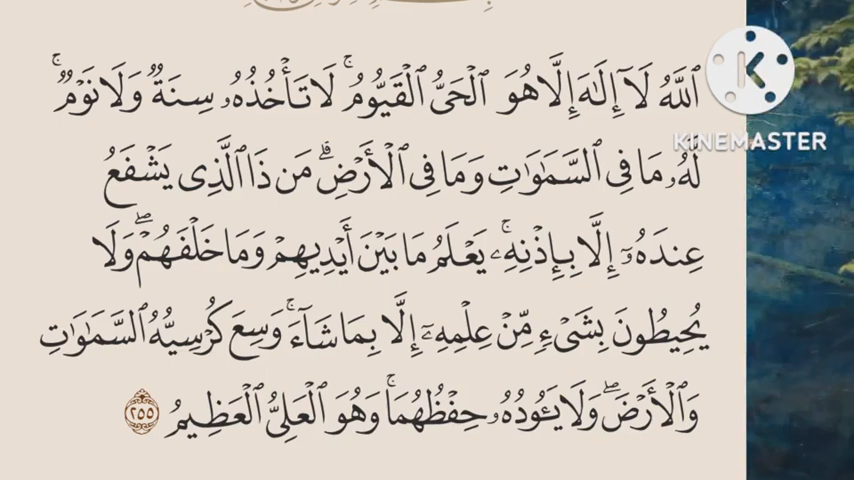 ٱللَّهُ لَآ إِلَٰهَ إِلَّا هُوَ ٱلْحَىُّ ٱلْقَيُّومُ ۚ لَا تَأْخُذُهُۥ سِنَةٌ وَلَا نَوْمٌ ۚ
لَّهُۥ مَا فِى ٱلسَّمَٰوَٰتِ وَمَا فِى ٱلْأَرْضِ ۗ مَن ذَا ٱلَّذِى يَشْفَعُ
عِندَهُۥٓ إِلَّا بِإِذْنِهِۦ ۚ يَعْلَمُ مَا بَيْنَ أَيْدِيهِمْ وَمَا خَلْفَهُمْ ۖ وَلَا
يُحِيطُونَ بِشَىْءٍ مِّنْ عِلْمِهِۦٓ إِلَّا بِمَا شَآءَ ۚ وَسِعَ كُرْسِيُّهُ ٱلسَّمَٰوَٰتِ
وَٱلْأَرْضَ ۖ وَلَا يَـُٔودُهُۥ حِفْظُهُمَا ۚ وَهُوَ ٱلْعَلِىُّ ٱلْعَظِيمُ ٢٥٥
K
KINEMASTER